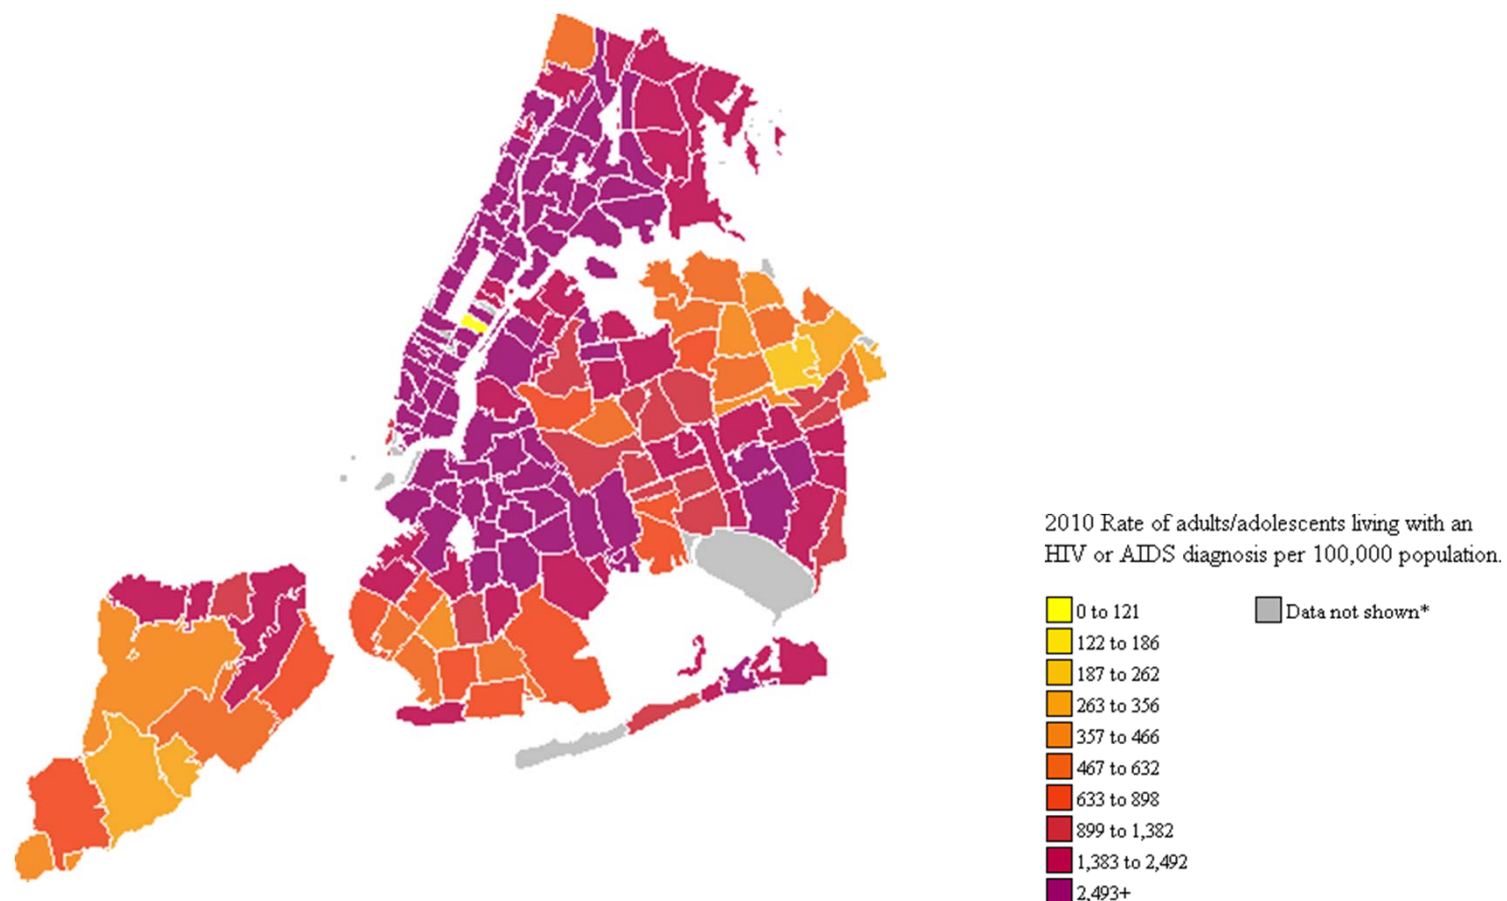 2010 Rate of adults/adolescents living with an
HIV or AIDS diagnosis per 100,000 population.
0 to 121
Data not shown*
122 to 186
187 to 262
263 to 356
357 to 466
467 to 632
633 to 898
899 to 1,382
1,383 to 2,492
2,493+